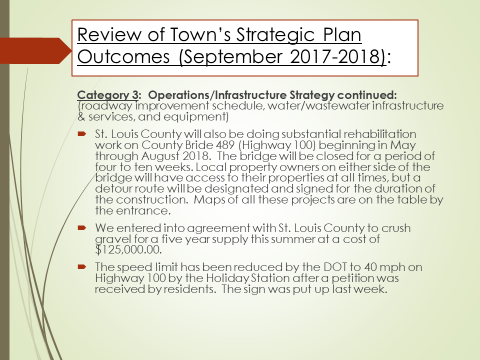 Review of Town’s Strategic Plan
Outcomes (September 2017-2018):
Category 3:  Operations/Infrastructure Strategy continued:
(roadway improvement schedule, water/wastewater infrastructure
& services, and equipment)
St. Louis County will also be doing substantial rehabilitation
work on County Bride 489 (Highway 100) beginning in May
through August 2018.  The bridge will be closed for a period of
four to ten weeks. Local property owners on either side of the
bridge will have access to their properties at all times, but a
detour route will be designated and signed for the duration of
the construction.  Maps of all these projects are on the table by
the entrance.
We entered into agreement with St. Louis County to crush
gravel for a five year supply this summer at a cost of
$125,000.00.
The speed limit has been reduced by the DOT to 40 mph on
Highway 100 by the Holiday Station after a petition was
received by residents.  The sign was put up last week.